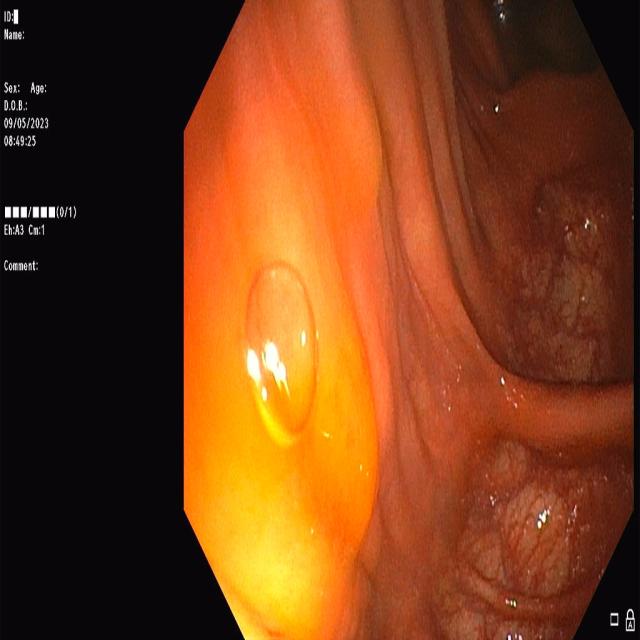 ID:
Name:
Sex: Age:
D.O.B.:
09/05/2023
08:49:25
■■■/■■■(0/1)
Eh:A3 Cm:1
Comment:
A